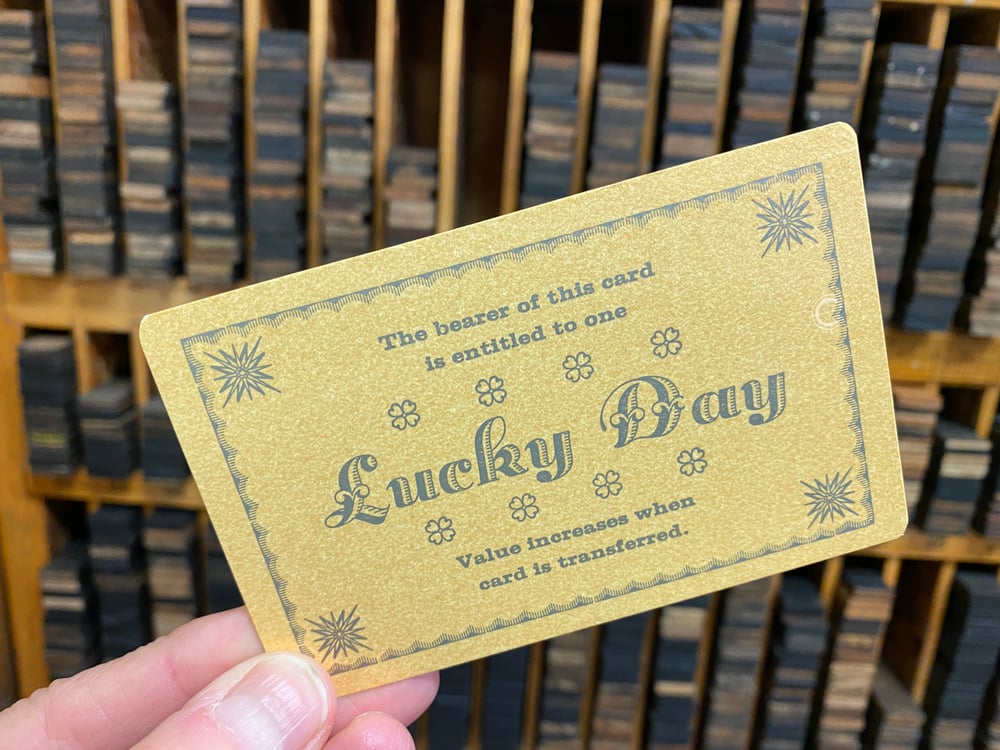 The bearer of this card
is entitled to one
Lucky Day
Value increases when
card is transferred.